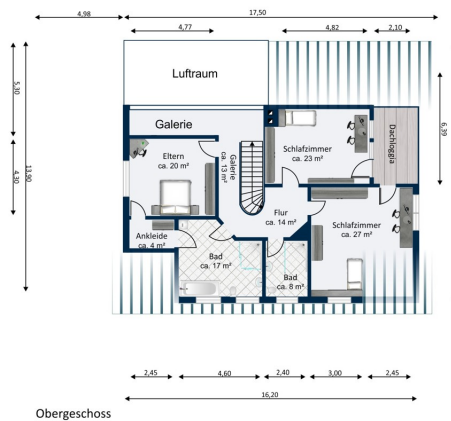 4,98
17,50
4,77
4,82
2,10
5,30
13,90
4,30
6,39
Luftraum
Galerie
Galerie
ca. 13 m²
Eltern
ca. 20 m²
Schlafzimmer
ca. 23 m²
Dachloggia
Flur
ca. 14 m²
Schlafzimmer
ca. 27 m²
Ankleide
ca. 4 m²
Bad
ca. 17 m²
Bad
ca. 8 m²
2,45
4,60
2,40
3,00
2,45
16,20
Obergeschoss